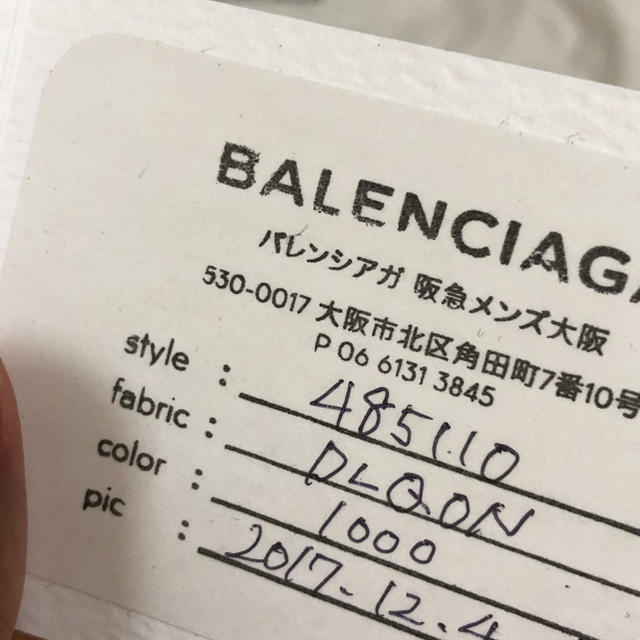 BALENCIAGA
バレンシアガ 阪急メンズ大阪
530-0017 大阪市北区角田町7番10号
P 06 6131 3845
style : 485110
fabric : DLQ0N
color : 1000
pic : 2017.12.4